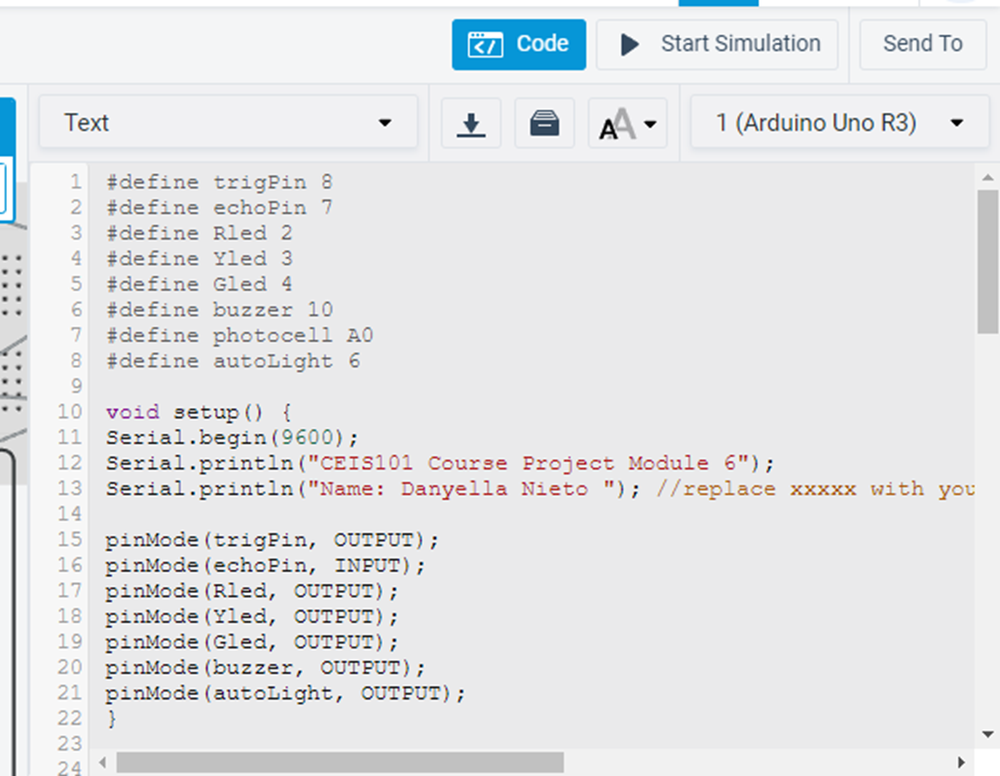 Code
Start Simulation
Send To
Text
AA
1 (Arduino Uno R3)
1 #define trigPin 8
2 #define echoPin 7
3 #define Rled 2
4 #define Yled 3
5 #define Gled 4
6 #define buzzer 10
7 #define photocell A0
8 #define autoLight 6
9
10 void setup() {
11 Serial.begin(9600);
12 Serial.println("CEIS101 Course Project Module 6");
13 Serial.println("Name: Danyella Nieto "); //replace xxxxx with you
14
15 pinMode(trigPin, OUTPUT);
16 pinMode(echoPin, INPUT);
17 pinMode(Rled, OUTPUT);
18 pinMode(Yled, OUTPUT);
19 pinMode(Gled, OUTPUT);
20 pinMode(buzzer, OUTPUT);
21 pinMode(autoLight, OUTPUT);
22 }
23
24